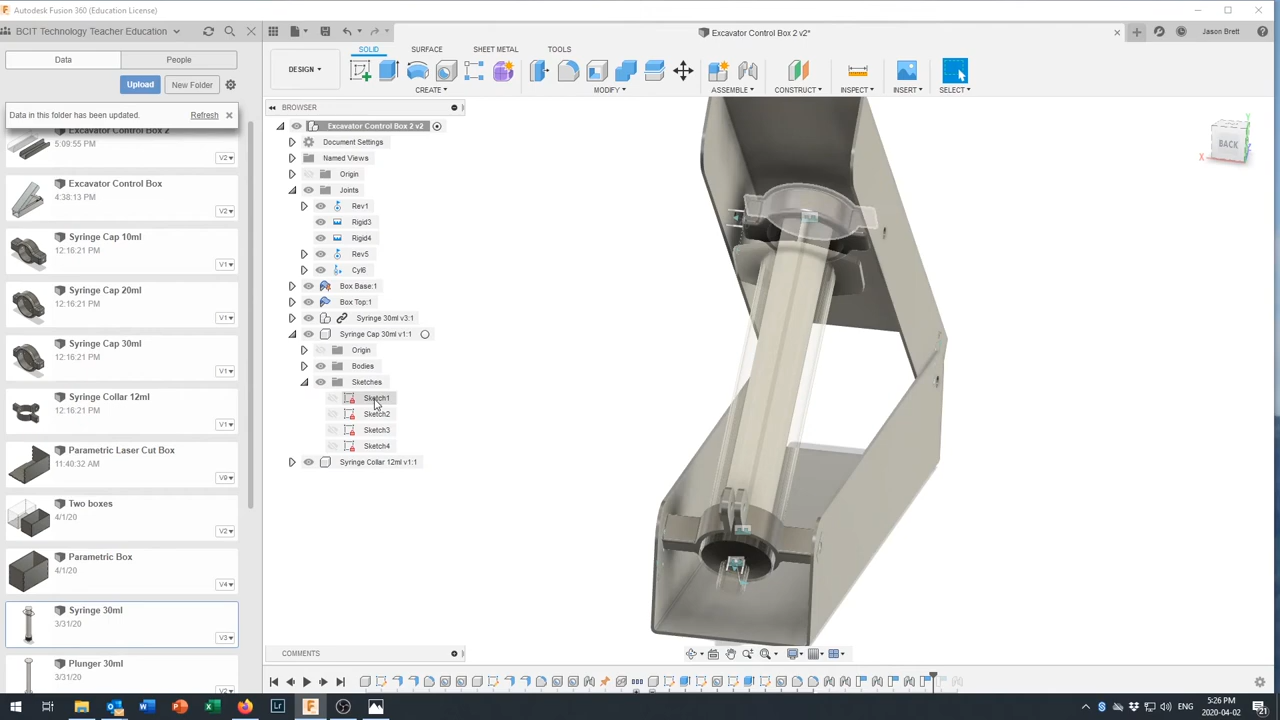 Autodesk Fusion 360 (Education License)
BCIT Technology Teacher Education
Excavator Control Box 2 v2*
Jason Brett
Data
People
SOLID
SURFACE
SHEET METAL
TOOLS
DESIGN
Upload
New Folder
CREATE
MODIFY
ASSEMBLE
CONSTRUCT
INSPECT
INSERT
SELECT
Data in this folder has been updated.
Refresh
BROWSER
Excavator Control Box 2
5:09:55 PM
V2
Excavator Control Box
4:38:13 PM
V2
Syringe Cap 10ml
12:16:21 PM
V1
Syringe Cap 20ml
12:16:21 PM
V1
Syringe Cap 30ml
12:16:21 PM
V1
Syringe Collar 12ml
12:16:21 PM
V1
Parametric Laser Cut Box
11:40:32 AM
V9
Two boxes
4/1/20
V2
Parametric Box
4/1/20
V4
Syringe 30ml
3/31/20
V3
Plunger 30ml
3/31/20
Excavator Control Box 2 v2
Document Settings
Named Views
Origin
Joints
Rev1
Rigid3
Rigid4
Rev5
Cyl6
Box Base:1
Box Top:1
Syringe 30ml v3:1
Syringe Cap 30ml v1:1
Origin
Bodies
Sketches
Sketch1
Sketch2
Sketch3
Sketch4
Syringe Collar 12ml v1:1
BACK
X
COMMENTS
ENG
5:26 PM
2020-04-02
21